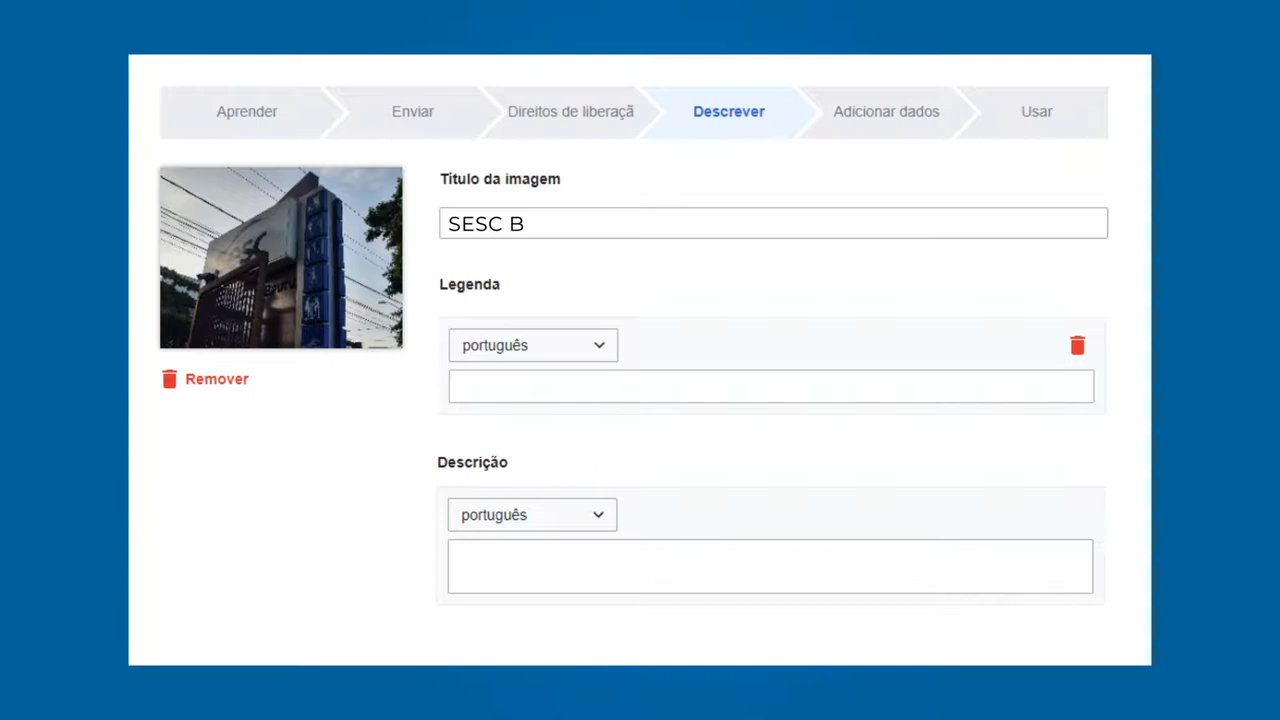 Aprender
Enviar
Direitos de liberaçã
Descrever
Adicionar dados
Usar
Título da imagem
SESC B
Legenda
português
Remover
Descrição
português